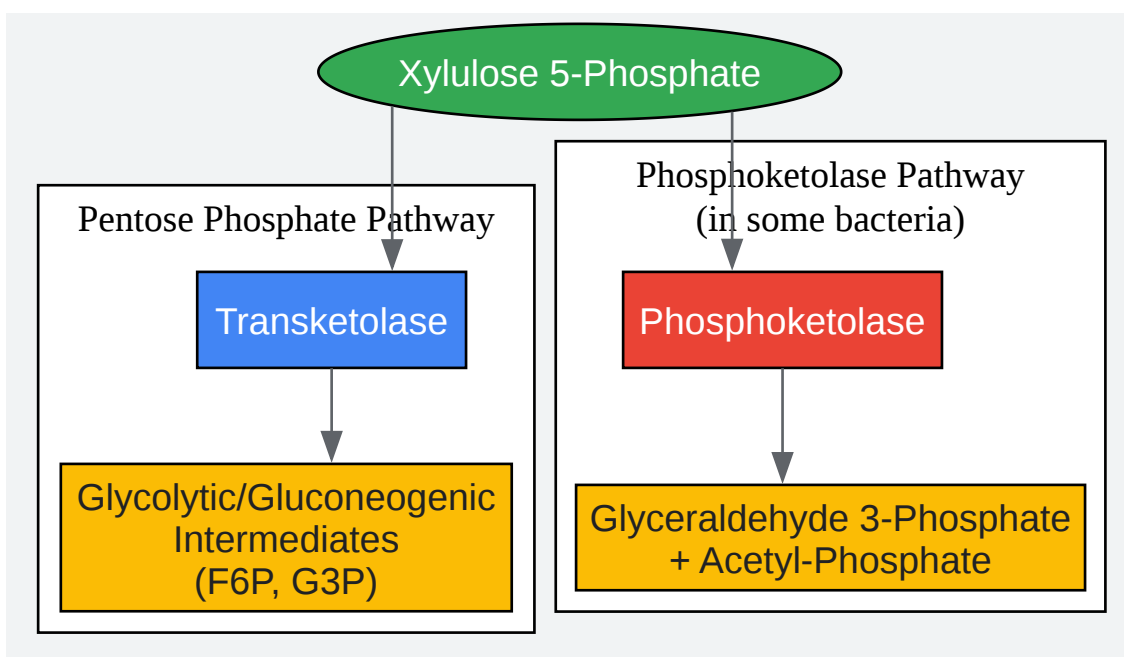 Xylulose 5-Phosphate
Pentose Phosphate Pathway
Transketolase
Glycolytic/Gluconeogenic
Intermediates
(F6P, G3P)
Phosphoketolase Pathway
(in some bacteria)
Phosphoketolase
Glyceraldehyde 3-Phosphate
+ Acetyl-Phosphate